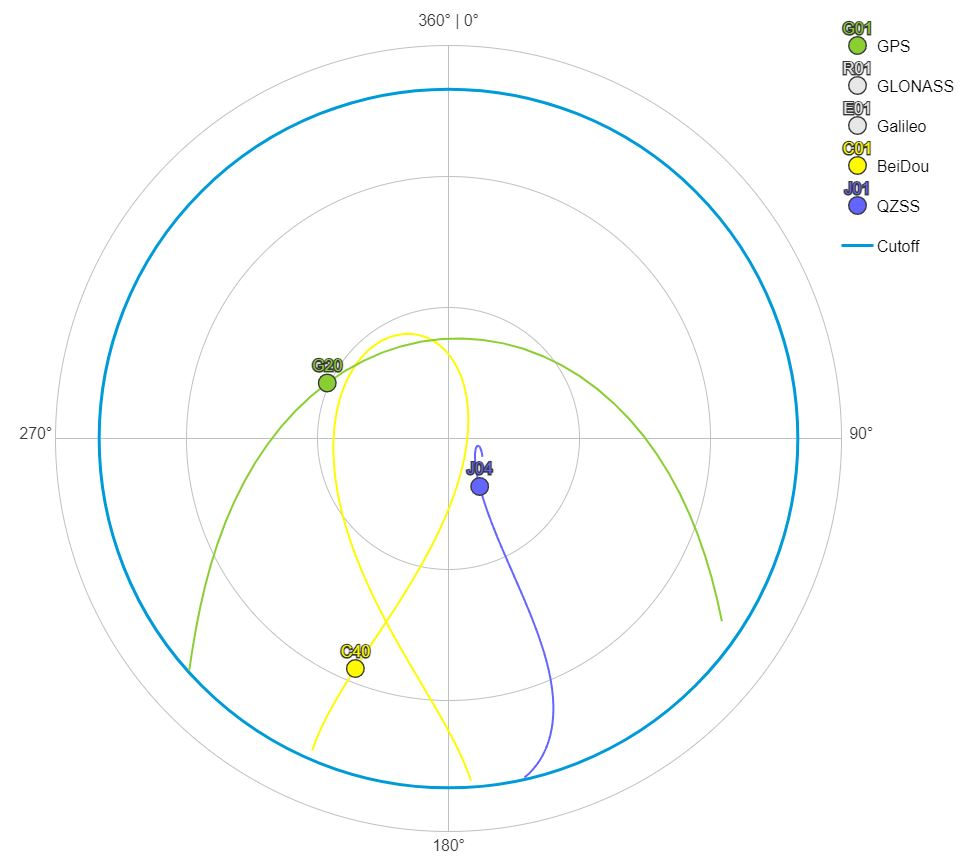 360° | 0°
G01
GPS
R01
GLONASS
E01
Galileo
C01
BeiDou
J01
QZSS
Cutoff
G20
270°
90°
J04
C40
180°